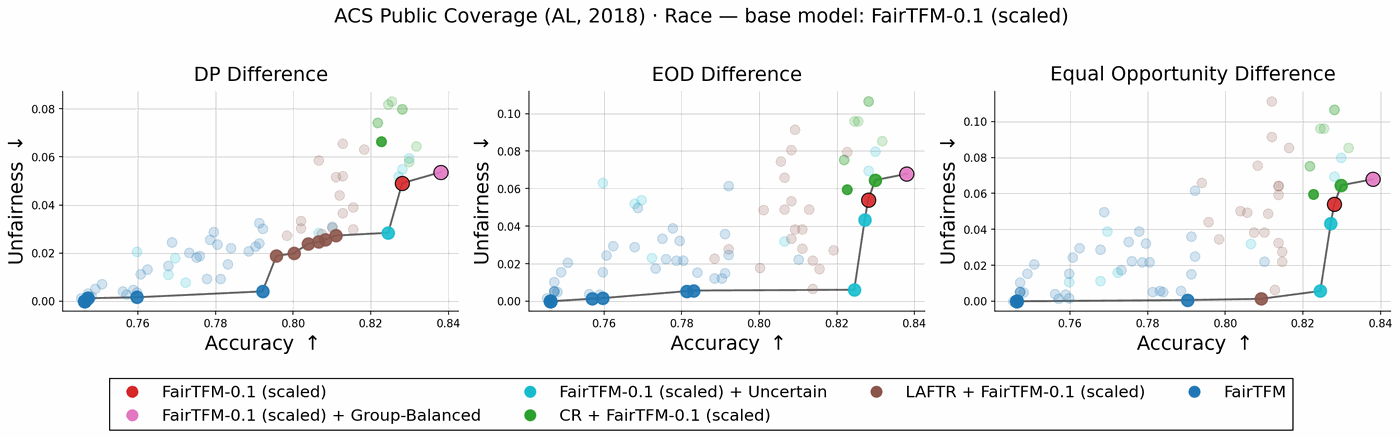 ACS Public Coverage (AL, 2018) · Race — base model: FairTFM-0.1 (scaled)
DP Difference
EOD Difference
Equal Opportunity Difference
Unfairness ↓
0.08
0.06
0.04
0.02
0.00
0.76
0.78
0.80
0.82
0.84
Accuracy ↑
Unfairness ↓
0.10
0.08
0.06
0.04
0.02
0.00
0.76
0.78
0.80
0.82
0.84
Accuracy ↑
Unfairness ↓
0.10
0.08
0.06
0.04
0.02
0.00
0.76
0.78
0.80
0.82
0.84
Accuracy ↑
FairTFM-0.1 (scaled)
FairTFM-0.1 (scaled) + Group-Balanced
FairTFM-0.1 (scaled) + Uncertain
CR + FairTFM-0.1 (scaled)
LAFTR + FairTFM-0.1 (scaled)
FairTFM